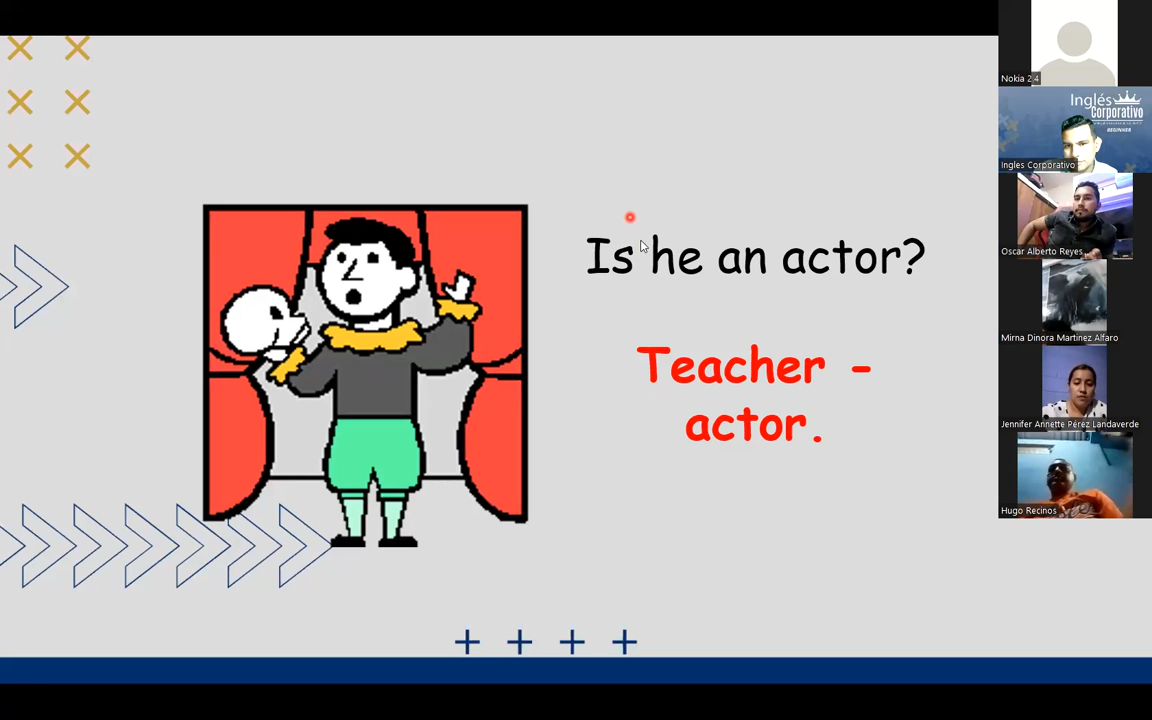 Is he an actor?
Teacher -
actor.
Nokia 2.4
Inglés
Corporativo
BEGINNER
Ingles Corporativo
Oscar Alberto Reyes
Mirna Dinora Martinez Alfaro
Jennifer Annette Pérez Landaverde
Hugo Recinos